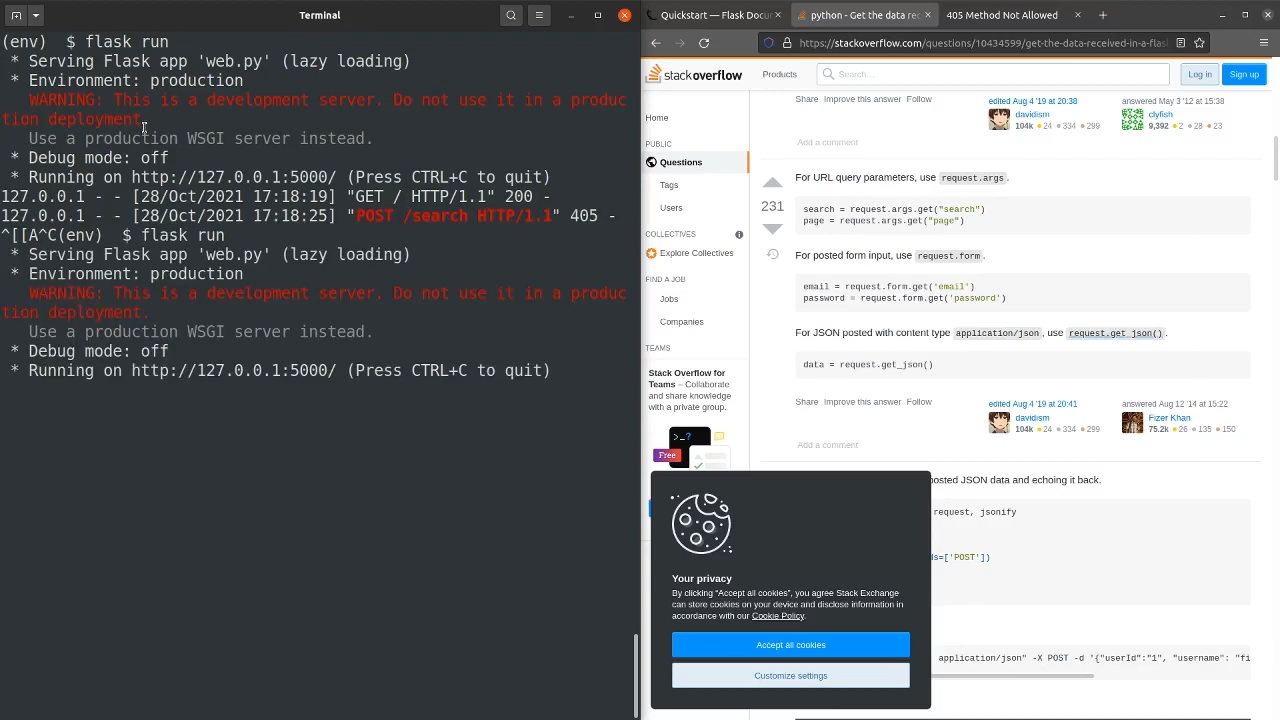 Terminal
(env)  $ flask run
 * Serving Flask app 'web.py' (lazy loading)
 * Environment: production
   WARNING: This is a development server. Do not use it in a produc
tion deployment.
   Use a production WSGI server instead.
 * Debug mode: off
 * Running on http://127.0.0.1:5000/ (Press CTRL+C to quit)
127.0.0.1 - - [28/Oct/2021 17:18:19] "GET / HTTP/1.1" 200 -
127.0.0.1 - - [28/Oct/2021 17:18:25] "POST /search HTTP/1.1" 405 -
^[[A^C(env)  $ flask run
 * Serving Flask app 'web.py' (lazy loading)
 * Environment: production
   WARNING: This is a development server. Do not use it in a produc
tion deployment.
   Use a production WSGI server instead.
 * Debug mode: off
 * Running on http://127.0.0.1:5000/ (Press CTRL+C to quit)
Quickstart — Flask Docu
python - Get the data rec
405 Method Not Allowed
https://stackoverflow.com/questions/10434599/get-the-data-received-in-a-flask
stackoverflow
Products
Search...
Log in
Sign up
Home
PUBLIC
Questions
Tags
Users
COLLECTIVES
Explore Collectives
FIND A JOB
Jobs
Companies
TEAMS
Stack Overflow for
Teams – Collaborate
and share knowledge
with a private group.
>_?
Free
Share Improve this answer Follow
edited Aug 4 '19 at 20:38
davidism
104k 24 334 299
answered May 3 '12 at 15:38
clyfish
9,392 2 28 23
Add a comment
231
For URL query parameters, use request.args.
search = request.args.get("search")
page = request.args.get("page")
For posted form input, use request.form.
email = request.form.get('email')
password = request.form.get('password')
For JSON posted with content type application/json, use request.get_json().
data = request.get_json()
Share Improve this answer Follow
edited Aug 4 '19 at 20:41
davidism
104k 24 334 299
answered Aug 12 '14 at 15:22
Fizer Khan
75.2k 26 135 150
Add a comment
posted JSON data and echoing it back.
request, jsonify
ds=['POST'])
application/json" -X POST -d '{"userId":"1", "username": "fi
Your privacy
By clicking “Accept all cookies”, you agree Stack Exchange
can store cookies on your device and disclose information in
accordance with our Cookie Policy.
Accept all cookies
Customize settings